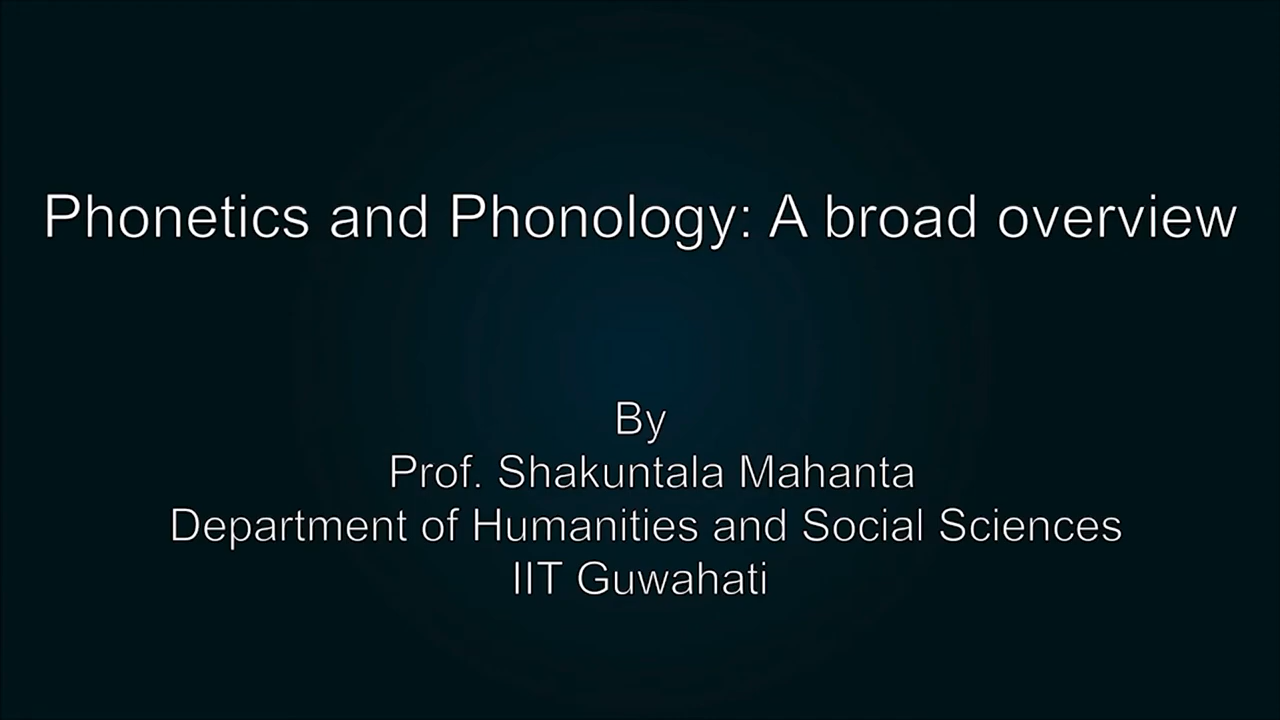 Phonetics and Phonology: A broad overview
By
Prof. Shakuntala Mahanta
Department of Humanities and Social Sciences
IIT Guwahati